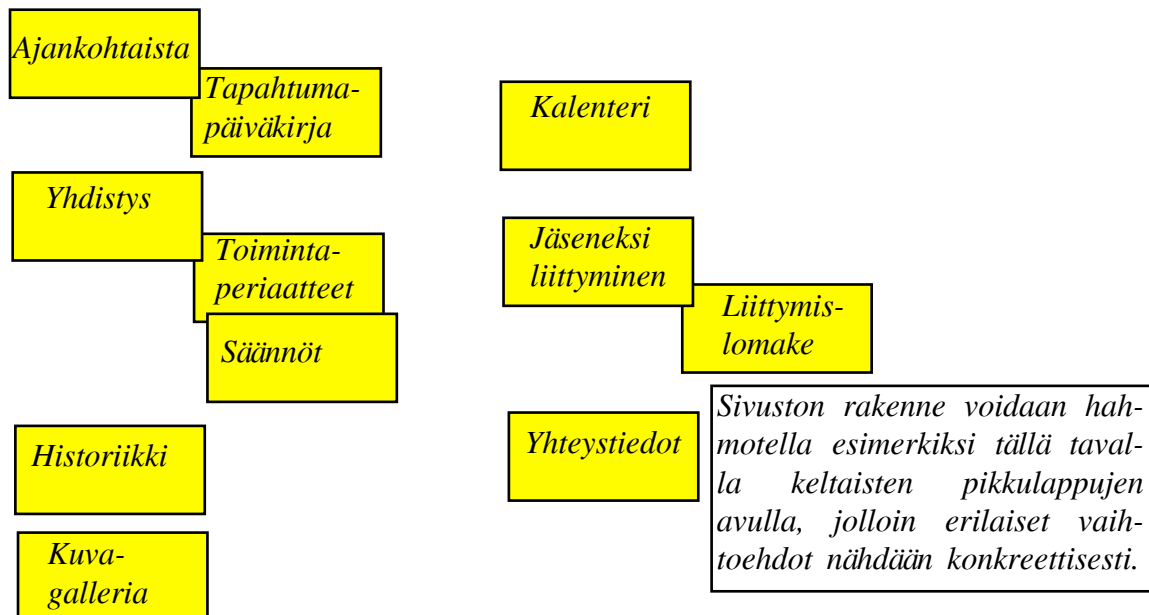 Ajankohtaista
Tapahtuma-
päiväkirja
Yhdistys
Toiminta-
periaatteet
Säännöt
Historiikki
Kuva-
galleria
Kalenteri
Jäseneksi
liittyminen
Liittymis-
lomake
Yhteystiedot
Sivuston rakenne voidaan hah-
motella esimerkiksi tällä taval-
la keltaisten pikkulappujen
avulla, jolloin erilaiset vaih-
toehdot nähdään konkreettisesti.